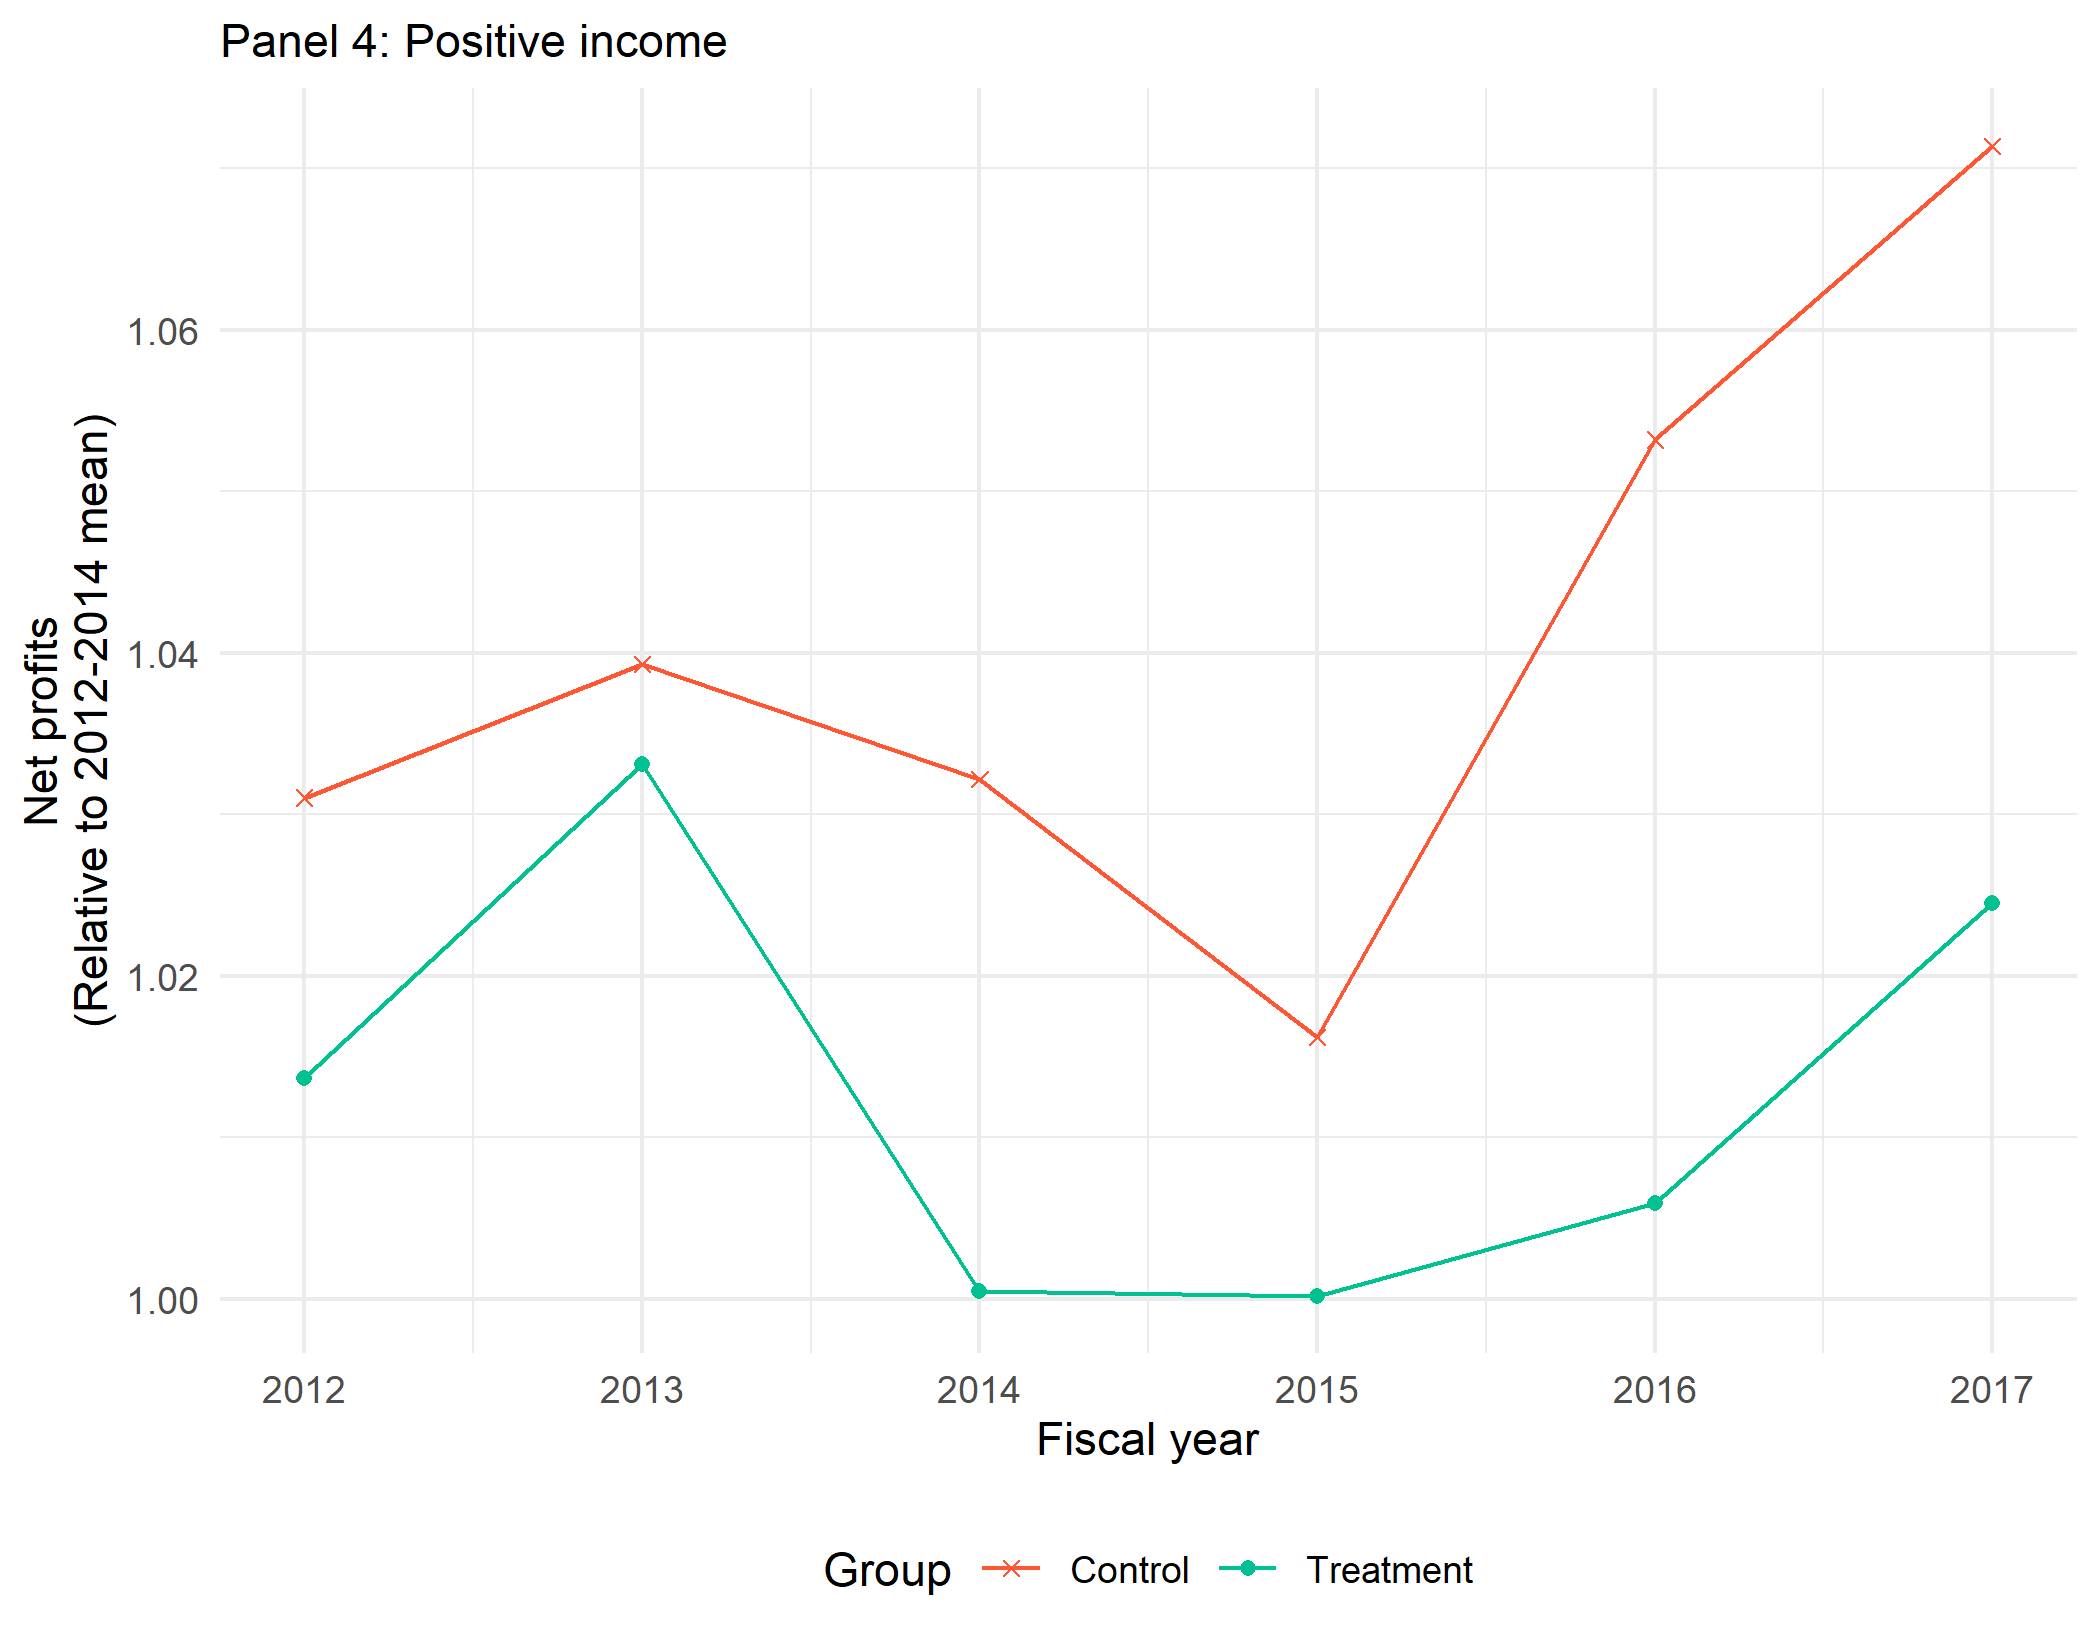 Panel 4: Positive income
Net profits
(Relative to 2012-2014 mean)
1.06
1.04
1.02
1.00
2012 2013 2014 2015 2016 2017
Fiscal year
Group Control Treatment